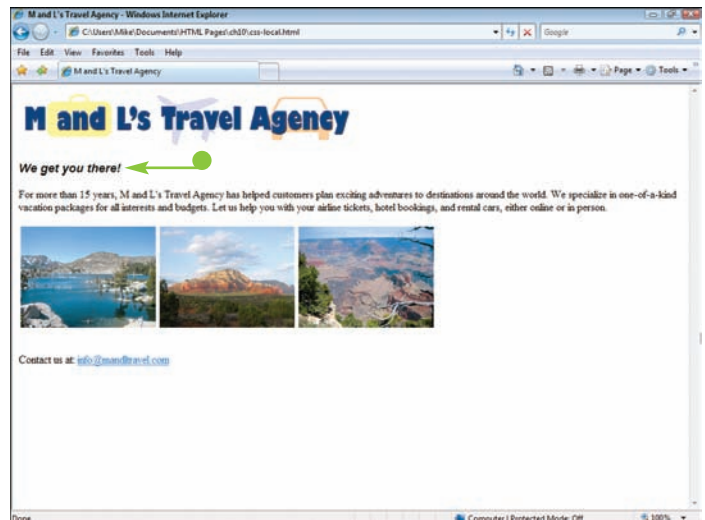 M and L's Travel Agency - Windows Internet Explorer
C:\Users\Mike\Documents\HTML Pages\ch10\css-local.html
Google
File Edit View Favorites Tools Help
M and L's Travel Agency
Page Tools
M and L's Travel Agency
We get you there!
For more than 15 years, M and L's Travel Agency has helped customers plan exciting adventures to destinations around the world. We specialize in one-of-a-kind
vacation packages for all interests and budgets. Let us help you with your airline tickets, hotel bookings, and rental cars, either online or in person.
Contact us at: info@mandltravel.com
Done
Computer | Protected Mode: Off
100%